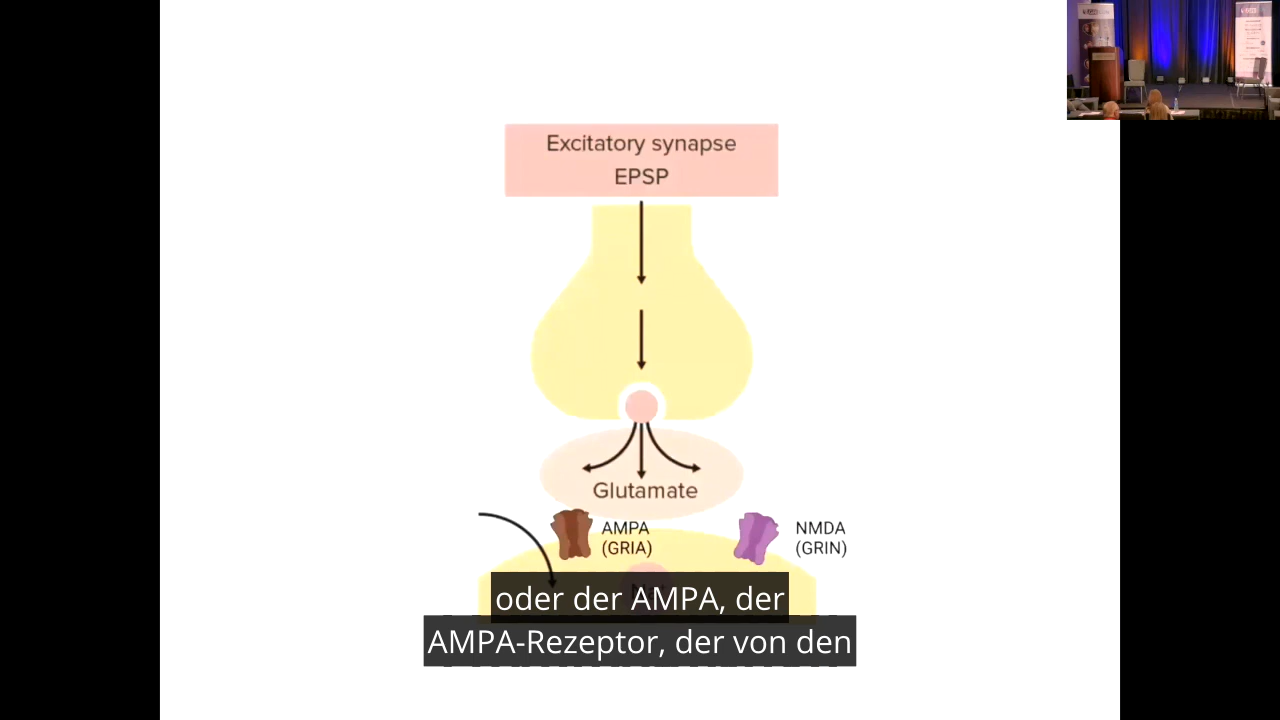 Excitatory synapse
EPSP
Glutamate
AMPA
(GRIA)
NMDA
(GRIN)
oder der AMPA, der
AMPA-Rezeptor, der von den